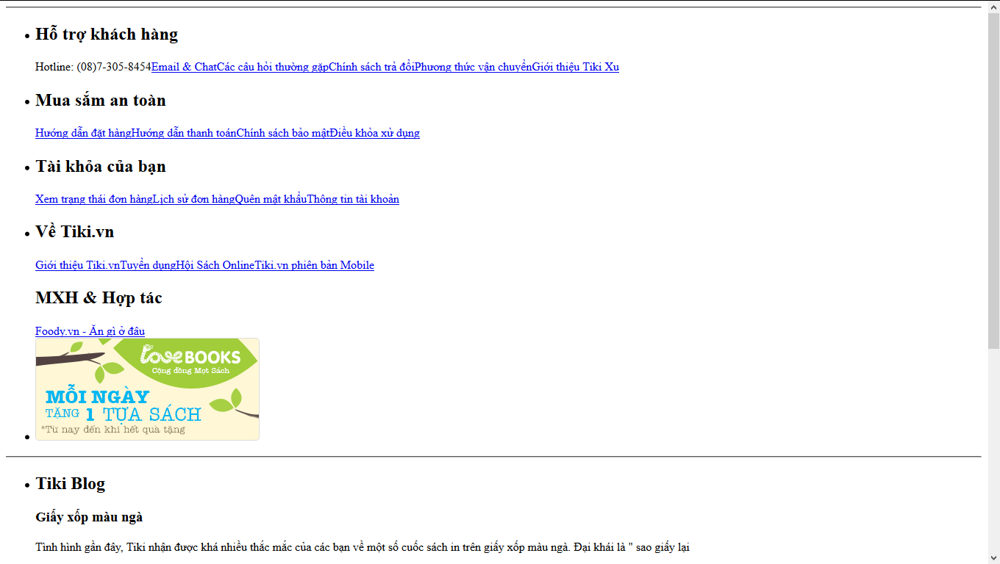 Hỗ trợ khách hàng
Hotline: (08)7-305-8454Email & ChatCác câu hỏi thường gặpChính sách trả đổiPhương thức vận chuyểnGiới thiệu Tiki Xu
Mua sắm an toàn
Hướng dẫn đặt hàngHướng dẫn thanh toánChính sách bảo mậtĐiều khỏa xử dụng
Tài khỏa của bạn
Xem trạng thái đơn hàngLịch sử đơn hàngQuên mật khẩuThông tin tài khoản
Về Tiki.vn
Giới thiệu Tiki.vnTuyển dụngHội Sách OnlineTiki.vn phiên bản Mobile
MXH & Hợp tác
Foody.vn - Ăn gì ở đâu
love BOOKS
Cộng đồng Mọt Sách
MỖI NGÀY
TẶNG 1 TỰA SÁCH
*Từ nay đến khi hết quà tặng
Tiki Blog
Giấy xốp màu ngà
Tình hình gần đây, Tiki nhận được khá nhiều thắc mắc của các bạn về một số cuốc sách in trên giấy xốp màu ngà. Đại khái là " sao giấy lại